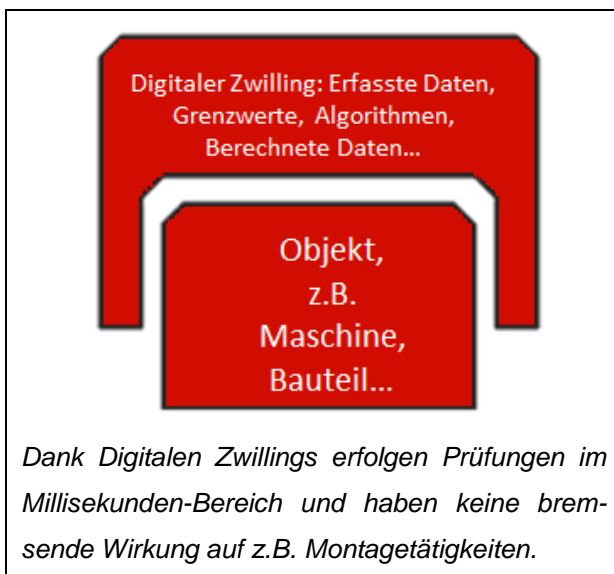 Digitaler Zwilling: Erfasste Daten,
Grenzwerte, Algorithmen,
Berechnete Daten...
Objekt,
z.B.
Maschine,
Bauteil...
Dank Digitalen Zwillings erfolgen Prüfungen im
Millisekunden-Bereich und haben keine brem-
sende Wirkung auf z.B. Montagetätigkeiten.